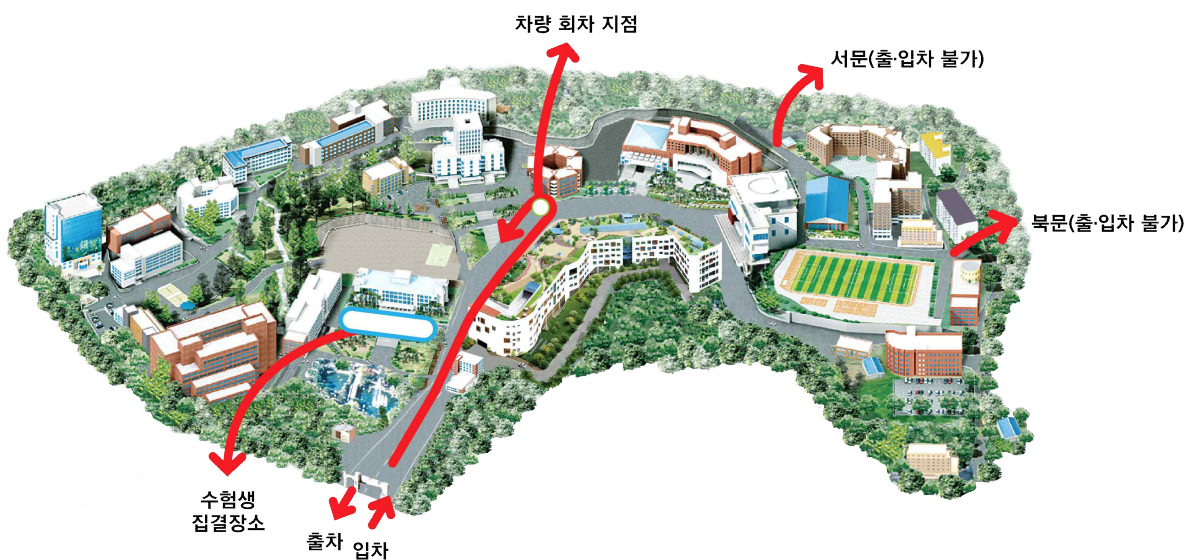 차량 회차 지점
서문(출·입차 불가)
북문(출·입차 불가)
수험생
집결장소
출차
입차